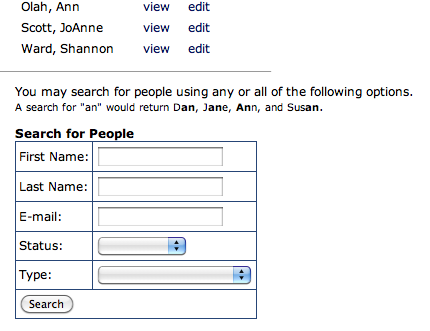 Olah, Ann view edit
Scott, JoAnne view edit
Ward, Shannon view edit
You may search for people using any or all of the following options.
A search for "an" would return Dan, Jane, Ann, and Susan.
Search for People
First Name:
Last Name:
E-mail:
Status:
Type:
Search